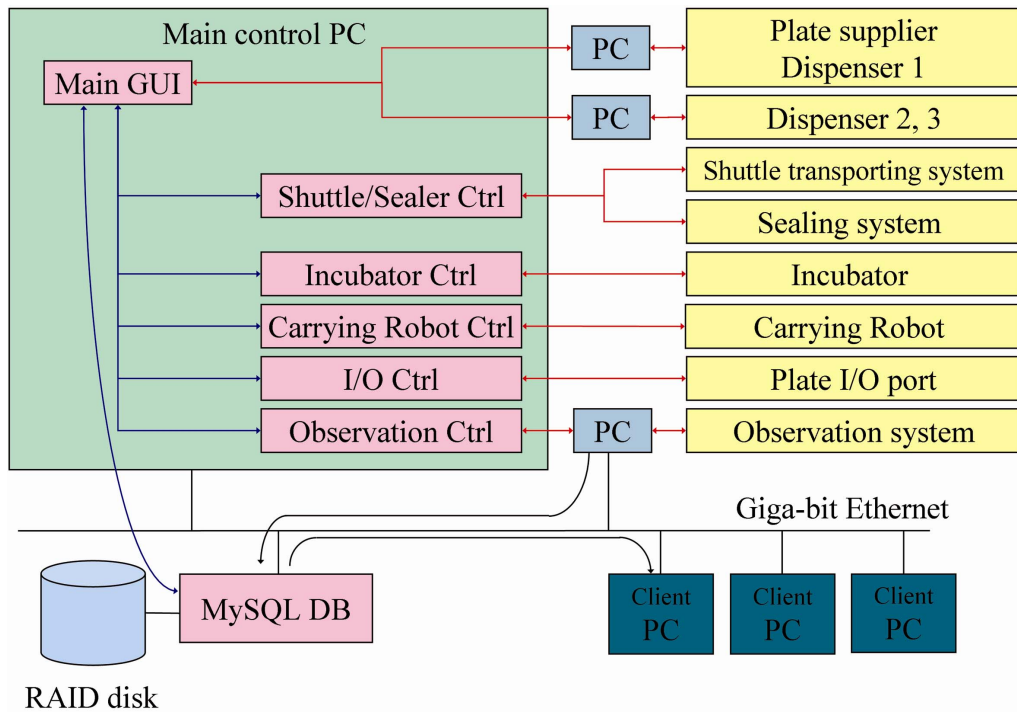 Main control PC
Main GUI
PC
Plate supplier
Dispenser 1
PC
Dispenser 2, 3
Shuttle/Sealer Ctrl
Shuttle transporting system
Sealing system
Incubator Ctrl
Incubator
Carrying Robot Ctrl
Carrying Robot
I/O Ctrl
Plate I/O port
Observation Ctrl
PC
Observation system
Giga-bit Ethernet
MySQL DB
Client
PC
Client
PC
Client
PC
RAID disk